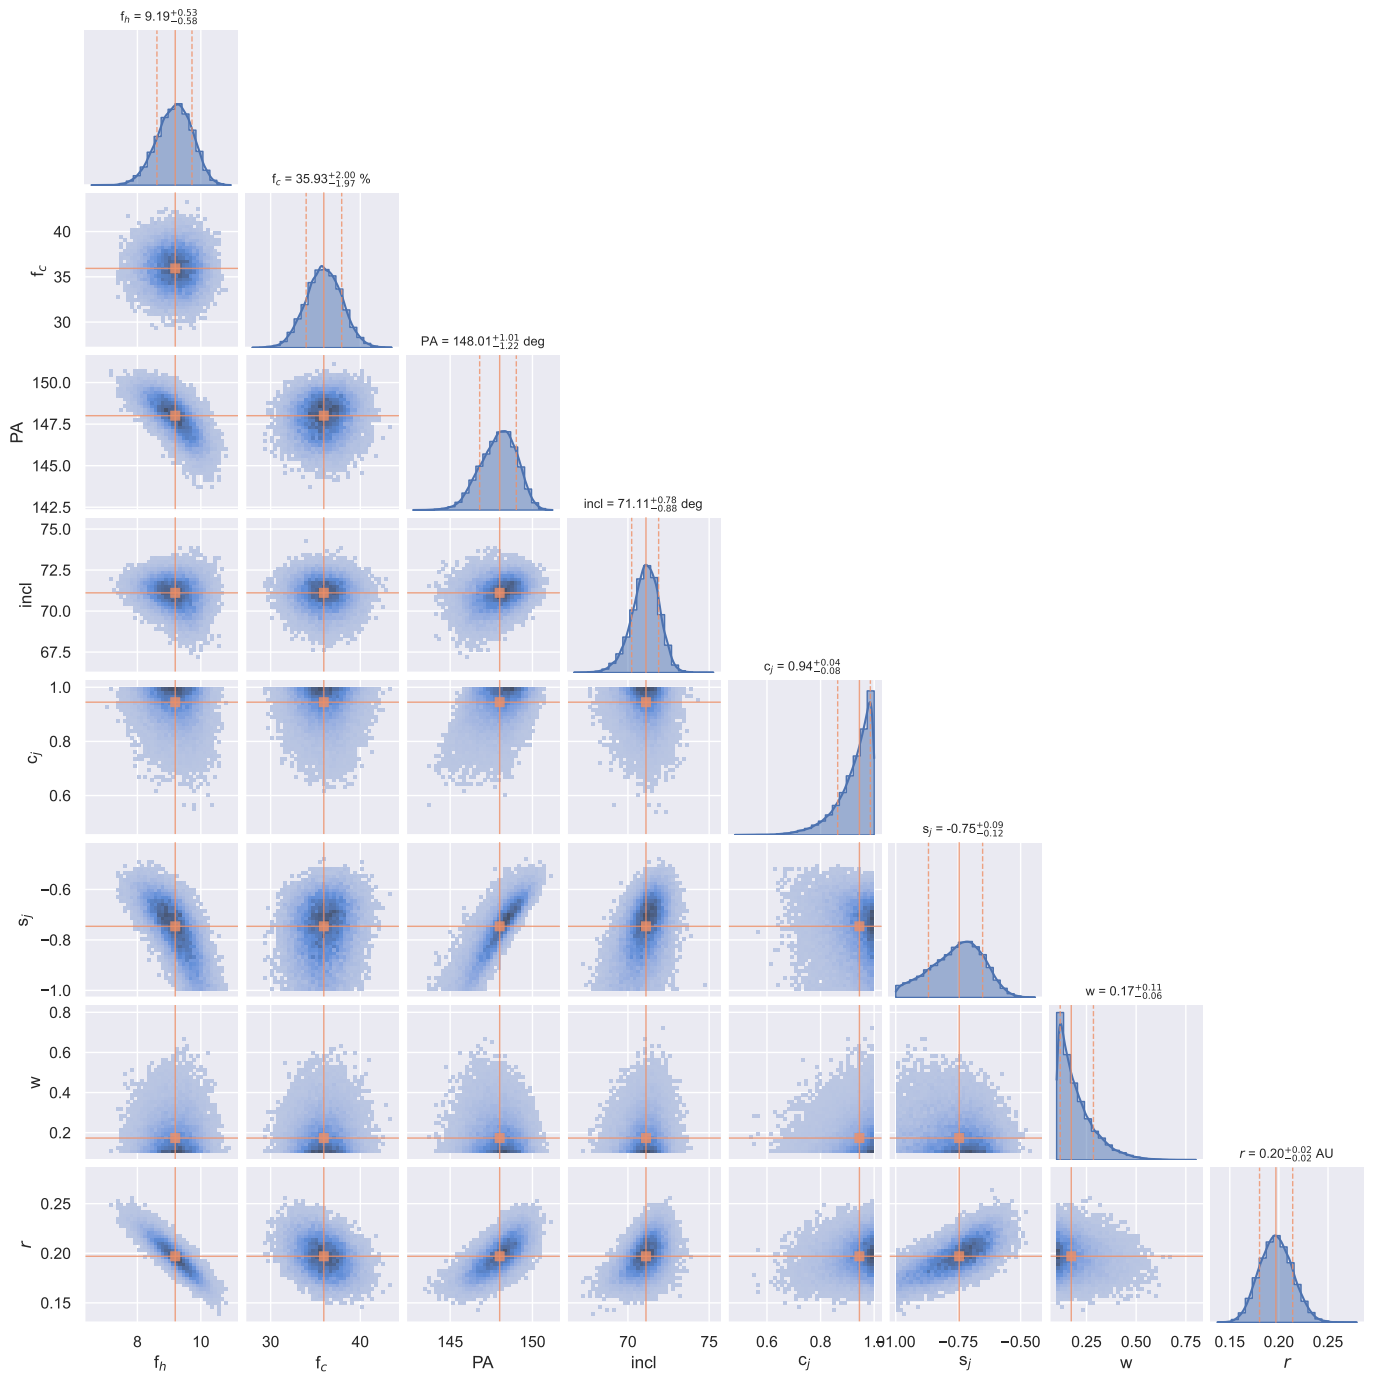 f_h = 9.19^{+0.53}_{−0.58}
f_c = 35.93^{+2.00}_{−1.97} %
40
35
30
f_c
PA = 148.01^{+1.01}_{−1.22} deg
150.0
147.5
145.0
142.5
PA
incl = 71.11^{+0.78}_{−0.88} deg
75.0
72.5
70.0
67.5
incl
c_j = 0.94^{+0.04}_{−0.08}
1.0
0.8
0.6
c_j
s_j = -0.75^{+0.09}_{−0.12}
−0.6
−0.8
−1.0
s_j
w = 0.17^{+0.11}_{−0.06}
0.8
0.6
0.4
0.2
w
r = 0.20^{+0.02}_{−0.02} AU
0.25
0.20
0.15
r
8 10
f_h
30 40
f_c
145 150
PA
70 75
incl
0.6 0.8 1.0
c_j
−1.00 −0.75 −0.50
s_j
0.25 0.50 0.75
w
0.15 0.20 0.25
r